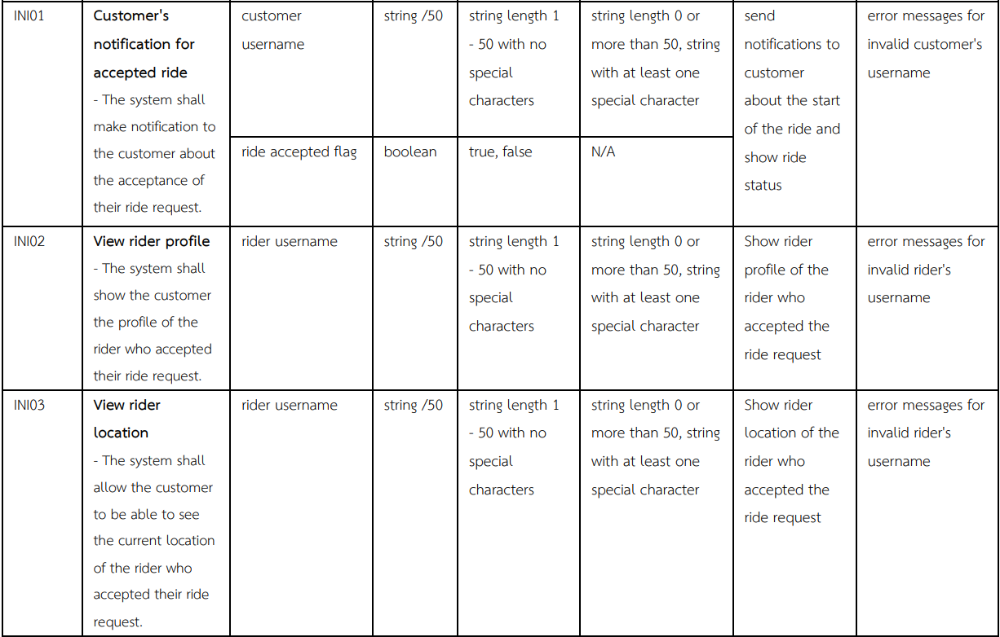 INI01
Customer's
notification for
accepted ride
- The system shall
make notification to
the customer about
the acceptance of
their ride request.
customer
username
string /50
string length 1
- 50 with no
special
characters
string length 0 or
more than 50, string
with at least one
special character
ride accepted flag
boolean
true, false
N/A
send
notifications to
customer
about the start
of the ride and
show ride
status
error messages for
invalid customer's
username
INI02
View rider profile
- The system shall
show the customer
the profile of the
rider who accepted
their ride request.
rider username
string /50
string length 1
- 50 with no
special
characters
string length 0 or
more than 50, string
with at least one
special character
Show rider
profile of the
rider who
accepted the
ride request
error messages for
invalid rider's
username
INI03
View rider
location
- The system shall
allow the customer
to be able to see
the current location
of the rider who
accepted their ride
request.
rider username
string /50
string length 1
- 50 with no
special
characters
string length 0 or
more than 50, string
with at least one
special character
Show rider
location of the
rider who
accepted the
ride request
error messages for
invalid rider's
username